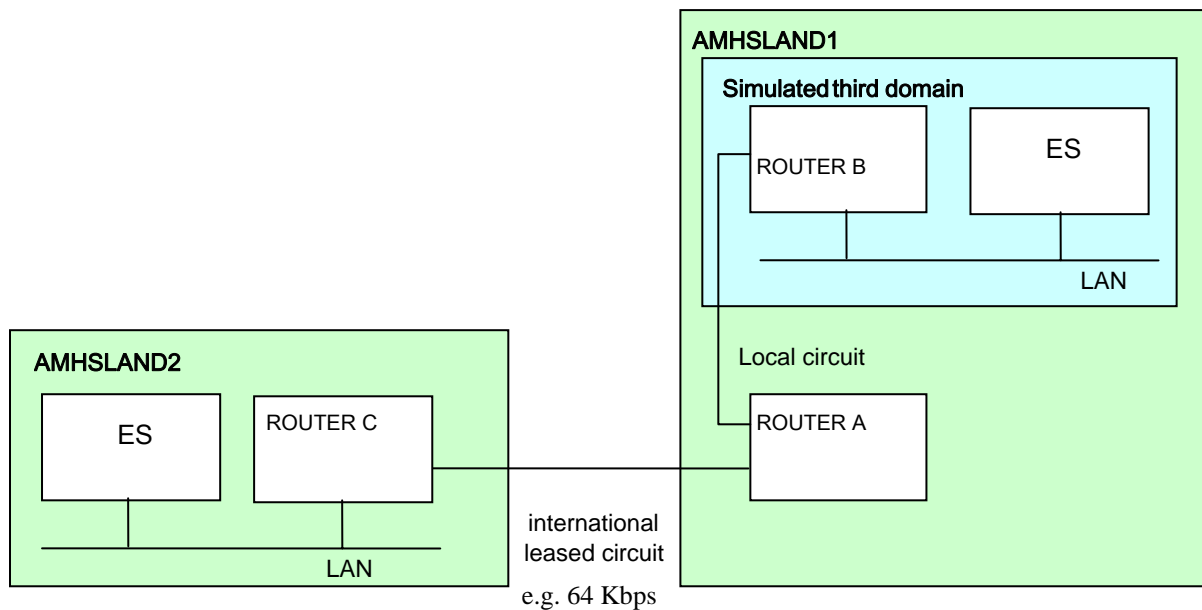 AMHSLAND1
Simulated third domain
ROUTER B
ES
LAN
Local circuit
ROUTER A
AMHSLAND2
ES
ROUTER C
LAN
international
leased circuit
e.g. 64 Kbps